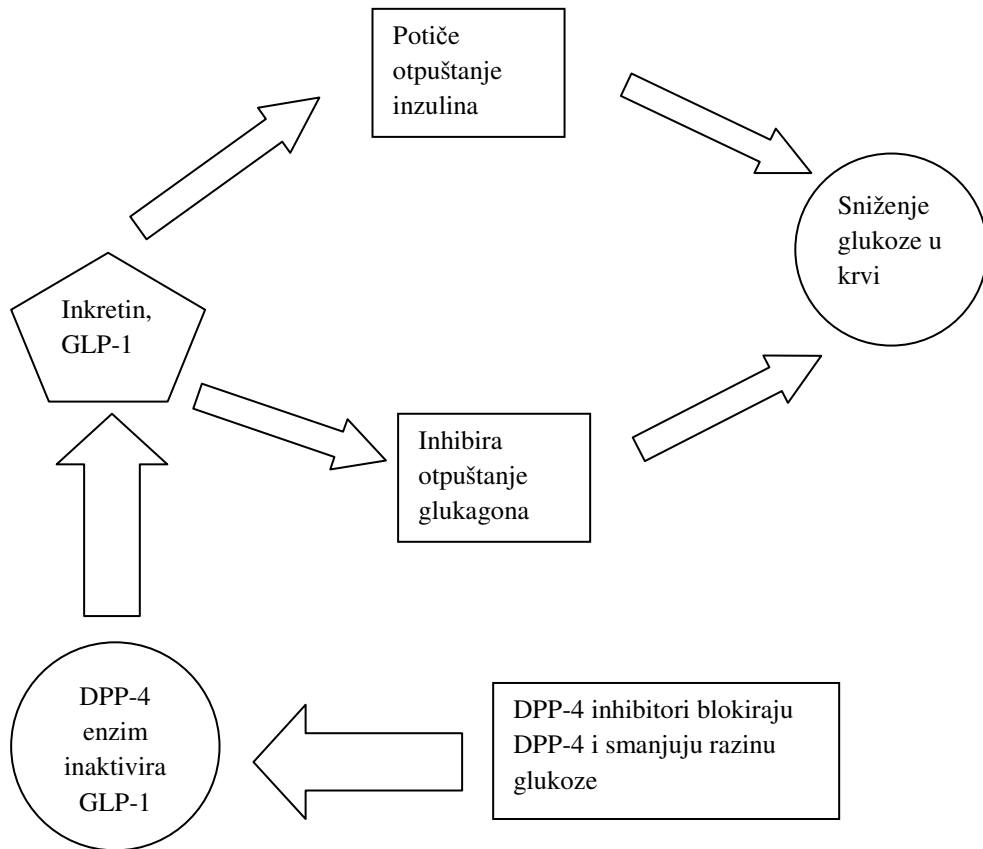 Potiče
otpuštanje
inzulina
Sniženje
glukoze u
krvi
Inkretin,
GLP-1
Inhibira
otpuštanje
glukagona
DPP-4
enzim
inaktivira
GLP-1
DPP-4 inhibitori blokiraju
DPP-4 i smanjuju razinu
glukoze